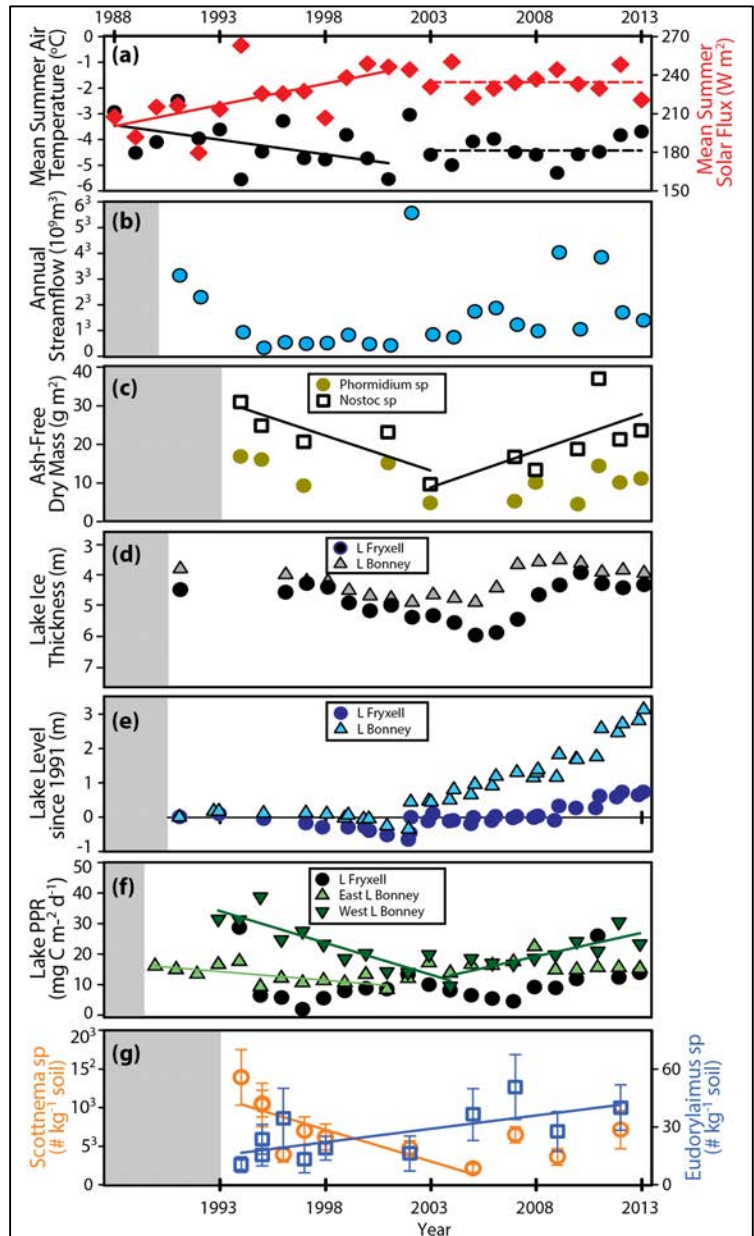 1988 1993 1998 2003 2008 2013
(a)
Mean Summer Air
Temperature (⁰C)
0
-1
-2
-3
-4
-5
-6
270
240
210
180
150
Mean Summer
Solar Flux (W m²)
(b)
Annual
Streamflow (10⁹m³)
6³
5³
4³
3³
2³
1³
0
(c)
Ash-Free
Dry Mass (g m²)
40
30
20
10
0
Phormidium sp
Nostoc sp
(d)
Lake Ice
Thickness (m)
3
4
5
6
7
L Fryxell
L Bonney
(e)
Lake Level
since 1991 (m)
3
2
1
0
-1
L Fryxell
L Bonney
(f)
Lake PPR
(mg C m-² d-¹)
50
40
30
20
10
0
L Fryxell
East L Bonney
West L Bonney
(g)
Scottnema sp
(# kg⁻¹ soil)
20³
15²
10³
5³
0
60
30
0
Eudorylaimus sp
(# kg⁻¹ soil)
1993 1998 2003 2008 2013
Year